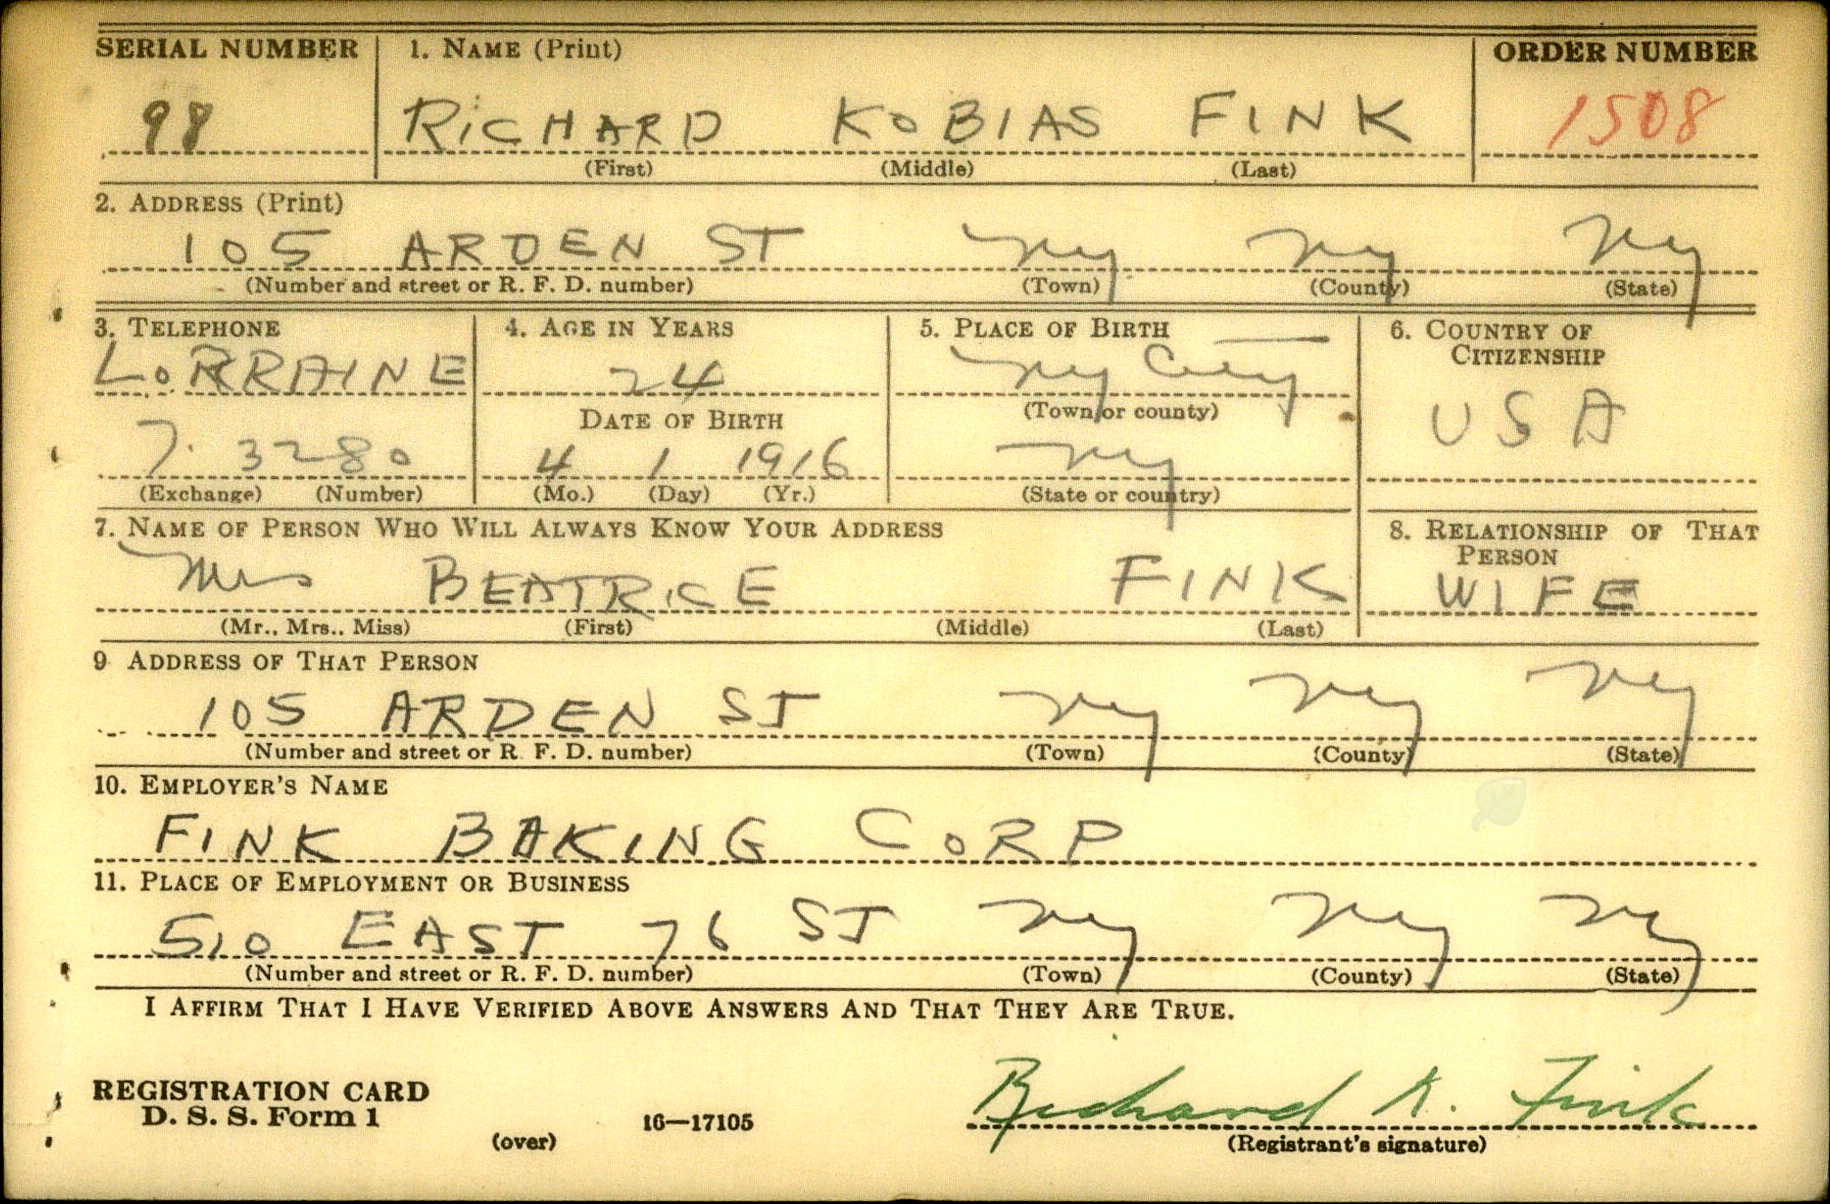 SERIAL NUMBER 1. NAME (Print) ORDER NUMBER
98 RICHARD KOBIAS FINK 1508
(First) (Middle) (Last)
2. ADDRESS (Print)
105 ARDEN ST NY NY NY
(Number and street or R. F. D. number) (Town) (County) (State)
3. TELEPHONE 4. AGE IN YEARS 5. PLACE OF BIRTH 6. COUNTRY OF
CITIZENSHIP
LORRAINE 24 NY City
DATE OF BIRTH (Town or county) USA
7. 3280 4 1 1916 NY
(Exchange) (Number) (Mo.) (Day) (Yr.) (State or country)
7. NAME OF PERSON WHO WILL ALWAYS KNOW YOUR ADDRESS 8. RELATIONSHIP OF THAT
PERSON
Mrs BEATRICE FINK WIFE
(Mr., Mrs., Miss) (First) (Middle) (Last)
9 ADDRESS OF THAT PERSON
105 ARDEN ST NY NY NY
(Number and street or R. F. D. number) (Town) (County) (State)
10. EMPLOYER'S NAME
FINK BAKING CORP
11. PLACE OF EMPLOYMENT OR BUSINESS
510 EAST 76 ST NY NY NY
(Number and street or R. F. D. number) (Town) (County) (State)
I AFFIRM THAT I HAVE VERIFIED ABOVE ANSWERS AND THAT THEY ARE TRUE.
REGISTRATION CARD
D. S. S. Form 1 16—17105 Richard K. Fink
(over) (Registrant's signature)